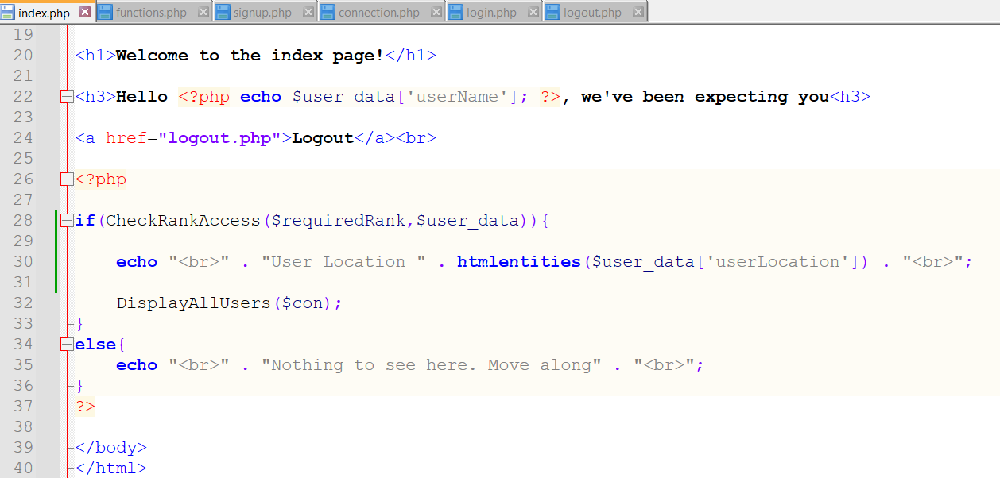 index.php functions.php signup.php connection.php login.php logout.php
19
20 <h1>Welcome to the index page!</h1>
21
22 <h3>Hello <?php echo $user_data['userName']; ?>, we've been expecting you<h3>
23
24 <a href="logout.php">Logout</a><br>
25
26 <?php
27
28 if(CheckRankAccess($requiredRank,$user_data)){
29
30 echo "<br>" . "User Location " . htmlentities($user_data['userLocation']) . "<br>";
31
32 DisplayAllUsers($con);
33 }
34 else{
35 echo "<br>" . "Nothing to see here. Move along" . "<br>";
36 }
37 ?>
38
39 </body>
40 </html>